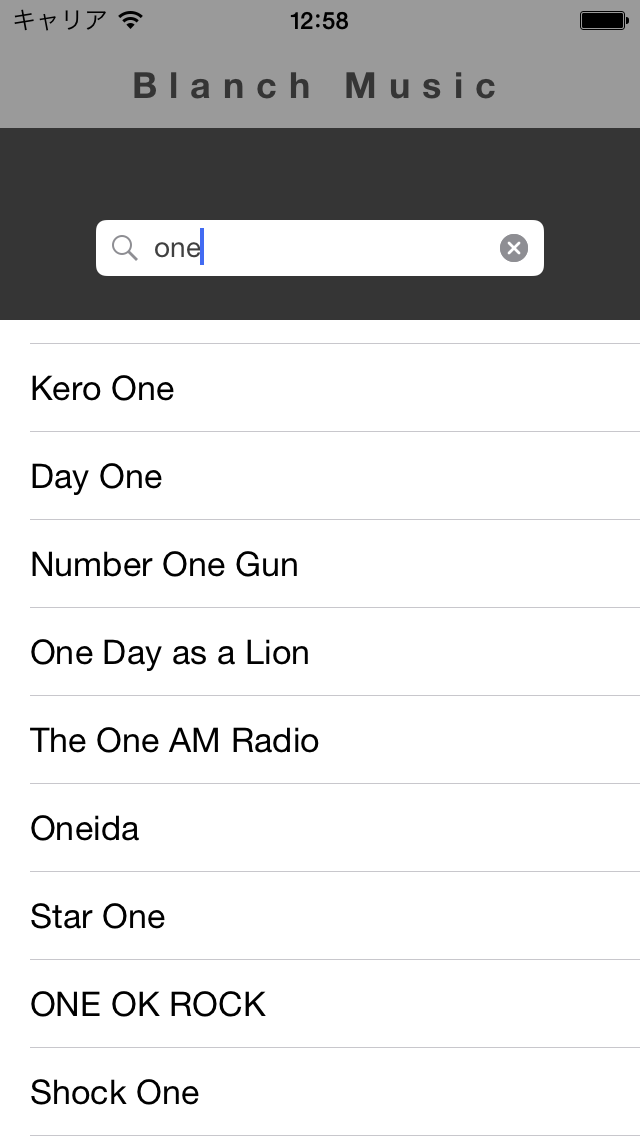 キャリア 12:58
Blanch Music
one
Kero One
Day One
Number One Gun
One Day as a Lion
The One AM Radio
Oneida
Star One
ONE OK ROCK
Shock One